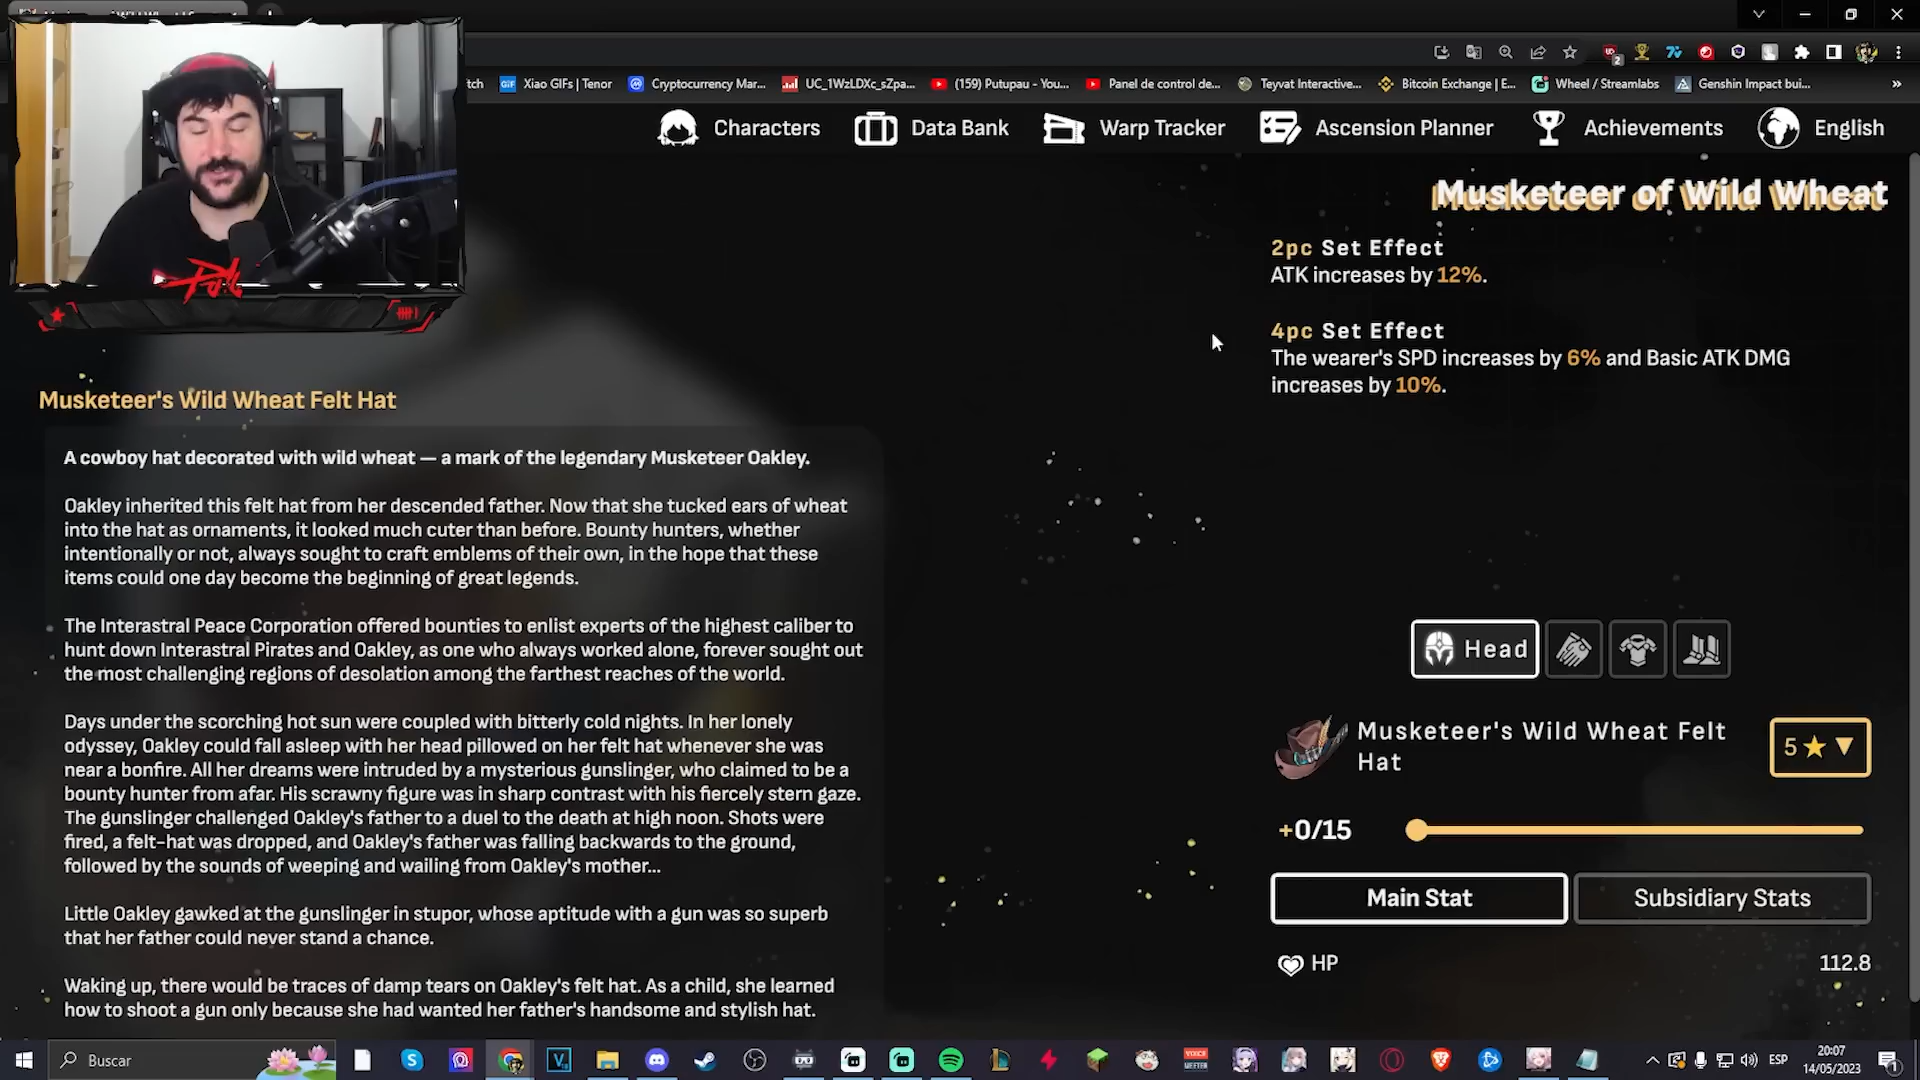 tch
GIF Xiao GIFs | Tenor
Cryptocurrency Mar...
UC_1WzLDXc_sZpa...
(159) Putupau - You...
Panel de control de...
Teyvat Interactive...
Bitcoin Exchange | E...
Wheel / Streamlabs
Genshin Impact bui...
»
Characters
Data Bank
Warp Tracker
Ascension Planner
Achievements
English
Musketeer of Wild Wheat
2pc Set Effect
ATK increases by 12%.
4pc Set Effect
The wearer's SPD increases by 6% and Basic ATK DMG
increases by 10%.
Musketeer's Wild Wheat Felt Hat
A cowboy hat decorated with wild wheat — a mark of the legendary Musketeer Oakley.
Oakley inherited this felt hat from her descended father. Now that she tucked ears of wheat
into the hat as ornaments, it looked much cuter than before. Bounty hunters, whether
intentionally or not, always sought to craft emblems of their own, in the hope that these
items could one day become the beginning of great legends.
The Interastral Peace Corporation offered bounties to enlist experts of the highest caliber to
hunt down Interastral Pirates and Oakley, as one who always worked alone, forever sought out
the most challenging regions of desolation among the farthest reaches of the world.
Days under the scorching hot sun were coupled with bitterly cold nights. In her lonely
odyssey, Oakley could fall asleep with her head pillowed on her felt hat whenever she was
near a bonfire. All her dreams were intruded by a mysterious gunslinger, who claimed to be a
bounty hunter from afar. His scrawny figure was in sharp contrast with his fiercely stern gaze.
The gunslinger challenged Oakley's father to a duel to the death at high noon. Shots were
fired, a felt-hat was dropped, and Oakley's father was falling backwards to the ground,
followed by the sounds of weeping and wailing from Oakley's mother...
Little Oakley gawked at the gunslinger in stupor, whose aptitude with a gun was so superb
that her father could never stand a chance.
Waking up, there would be traces of damp tears on Oakley's felt hat. As a child, she learned
how to shoot a gun only because she had wanted her father's handsome and stylish hat.
Head
Musketeer's Wild Wheat Felt
Hat
5 ★ ▼
+0/15
Main Stat
Subsidiary Stats
HP
112.8
Buscar
ESP
20:07
14/05/2023
1